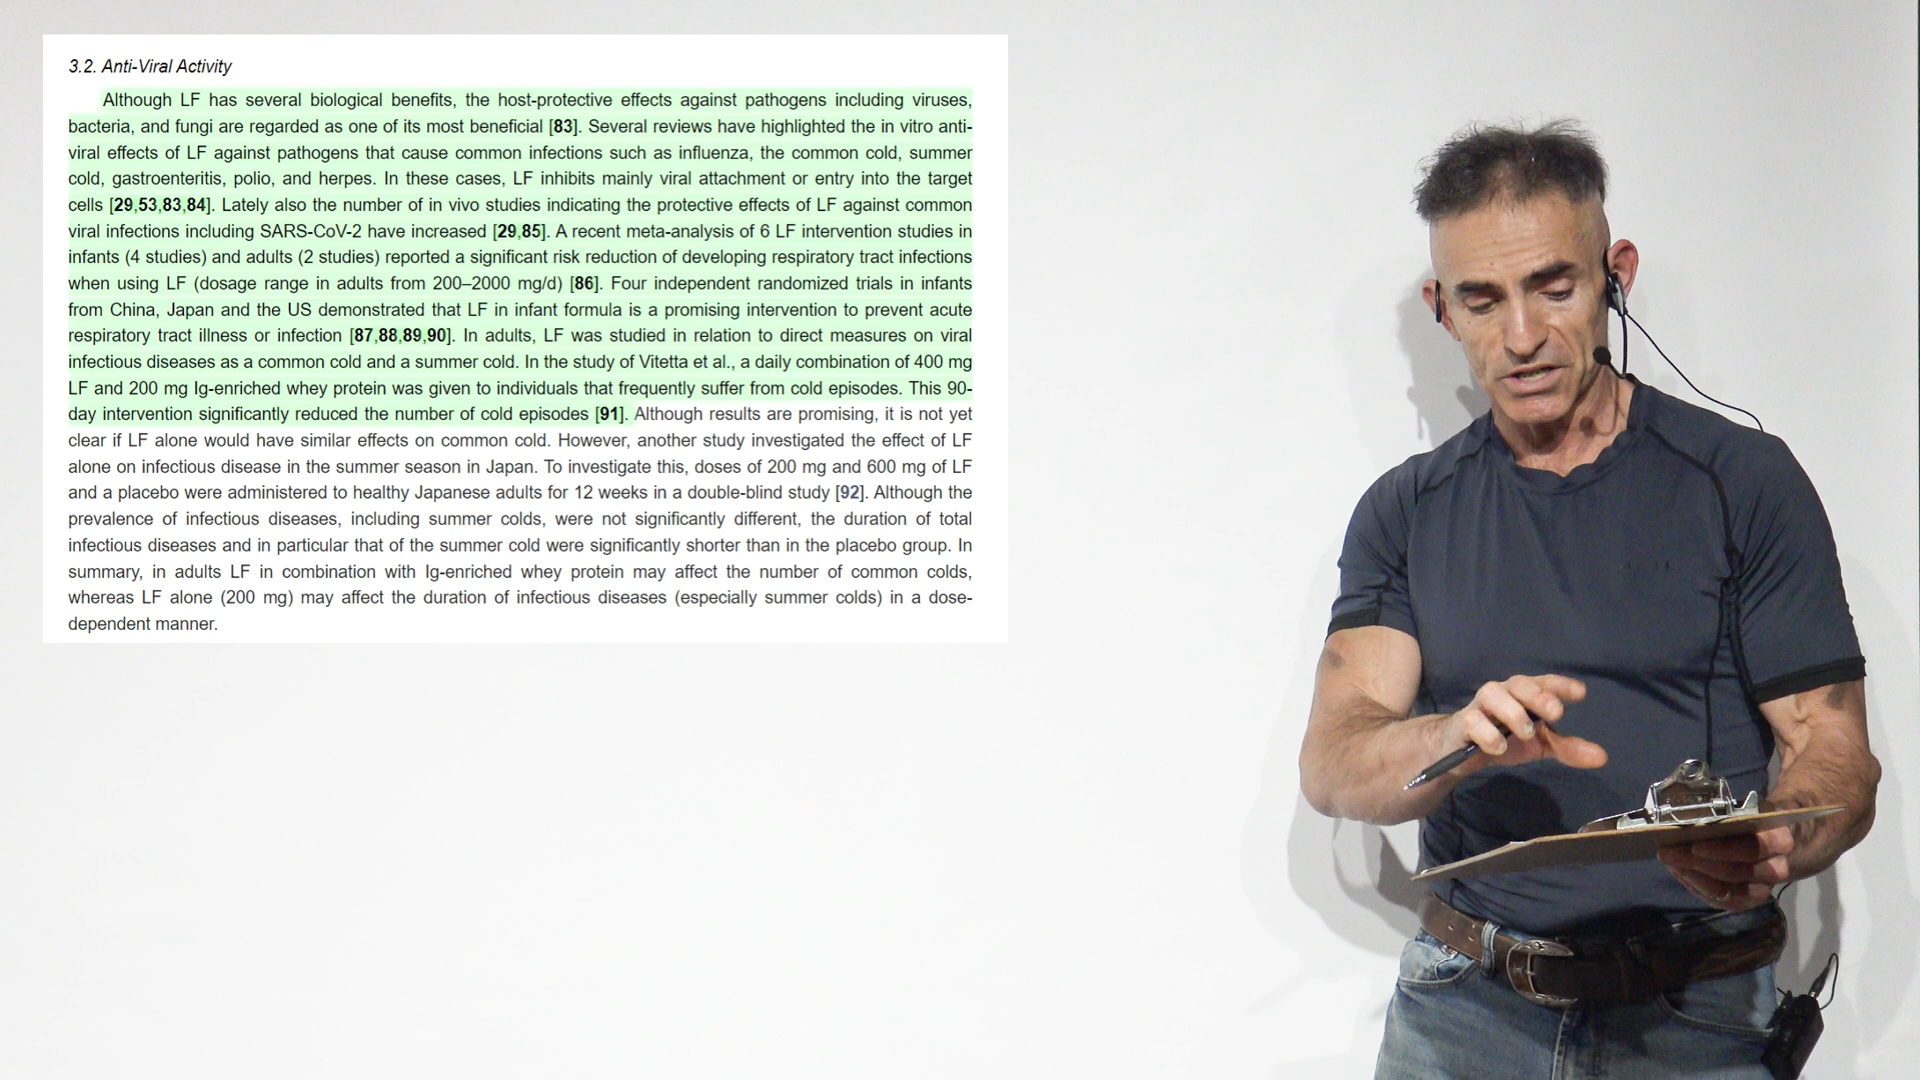 3.2. Anti-Viral Activity
Although LF has several biological benefits, the host-protective effects against pathogens including viruses,
bacteria, and fungi are regarded as one of its most beneficial [83]. Several reviews have highlighted the in vitro anti-
viral effects of LF against pathogens that cause common infections such as influenza, the common cold, summer
cold, gastroenteritis, polio, and herpes. In these cases, LF inhibits mainly viral attachment or entry into the target
cells [29,53,83,84]. Lately also the number of in vivo studies indicating the protective effects of LF against common
viral infections including SARS-CoV-2 have increased [29,85]. A recent meta-analysis of 6 LF intervention studies in
infants (4 studies) and adults (2 studies) reported a significant risk reduction of developing respiratory tract infections
when using LF (dosage range in adults from 200–2000 mg/d) [86]. Four independent randomized trials in infants
from China, Japan and the US demonstrated that LF in infant formula is a promising intervention to prevent acute
respiratory tract illness or infection [87,88,89,90]. In adults, LF was studied in relation to direct measures on viral
infectious diseases as a common cold and a summer cold. In the study of Vitetta et al., a daily combination of 400 mg
LF and 200 mg Ig-enriched whey protein was given to individuals that frequently suffer from cold episodes. This 90-
day intervention significantly reduced the number of cold episodes [91]. Although results are promising, it is not yet
clear if LF alone would have similar effects on common cold. However, another study investigated the effect of LF
alone on infectious disease in the summer season in Japan. To investigate this, doses of 200 mg and 600 mg of LF
and a placebo were administered to healthy Japanese adults for 12 weeks in a double-blind study [92]. Although the
prevalence of infectious diseases, including summer colds, were not significantly different, the duration of total
infectious diseases and in particular that of the summer cold were significantly shorter than in the placebo group. In
summary, in adults LF in combination with Ig-enriched whey protein may affect the number of common colds,
whereas LF alone (200 mg) may affect the duration of infectious diseases (especially summer colds) in a dose-
dependent manner.